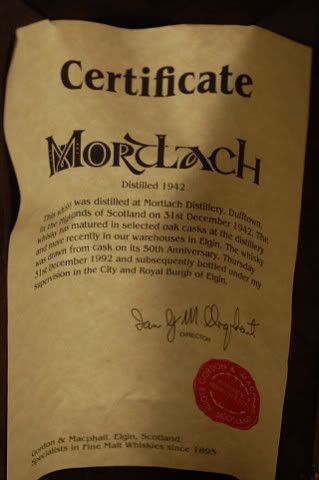 Certificate
MORTLACH
Distilled 1942
This whisky was distilled at Mortlach Distillery, Dufftown,
in the Highlands of Scotland on 31st December 1942. The
whisky has matured in selected oak casks at the distillery
and more recently in our warehouses in Elgin. The whisky
was drawn from cask on its 50th Anniversary, Thursday
31st December 1992 and subsequently bottled under my
supervision in the City and Royal Burgh of Elgin.
DIRECTOR
GORDON & MACPHAIL
ELGIN, SCOTLAND
Gordon & Macphail, Elgin, Scotland.
Specialists in Fine Malt Whiskies since 1895